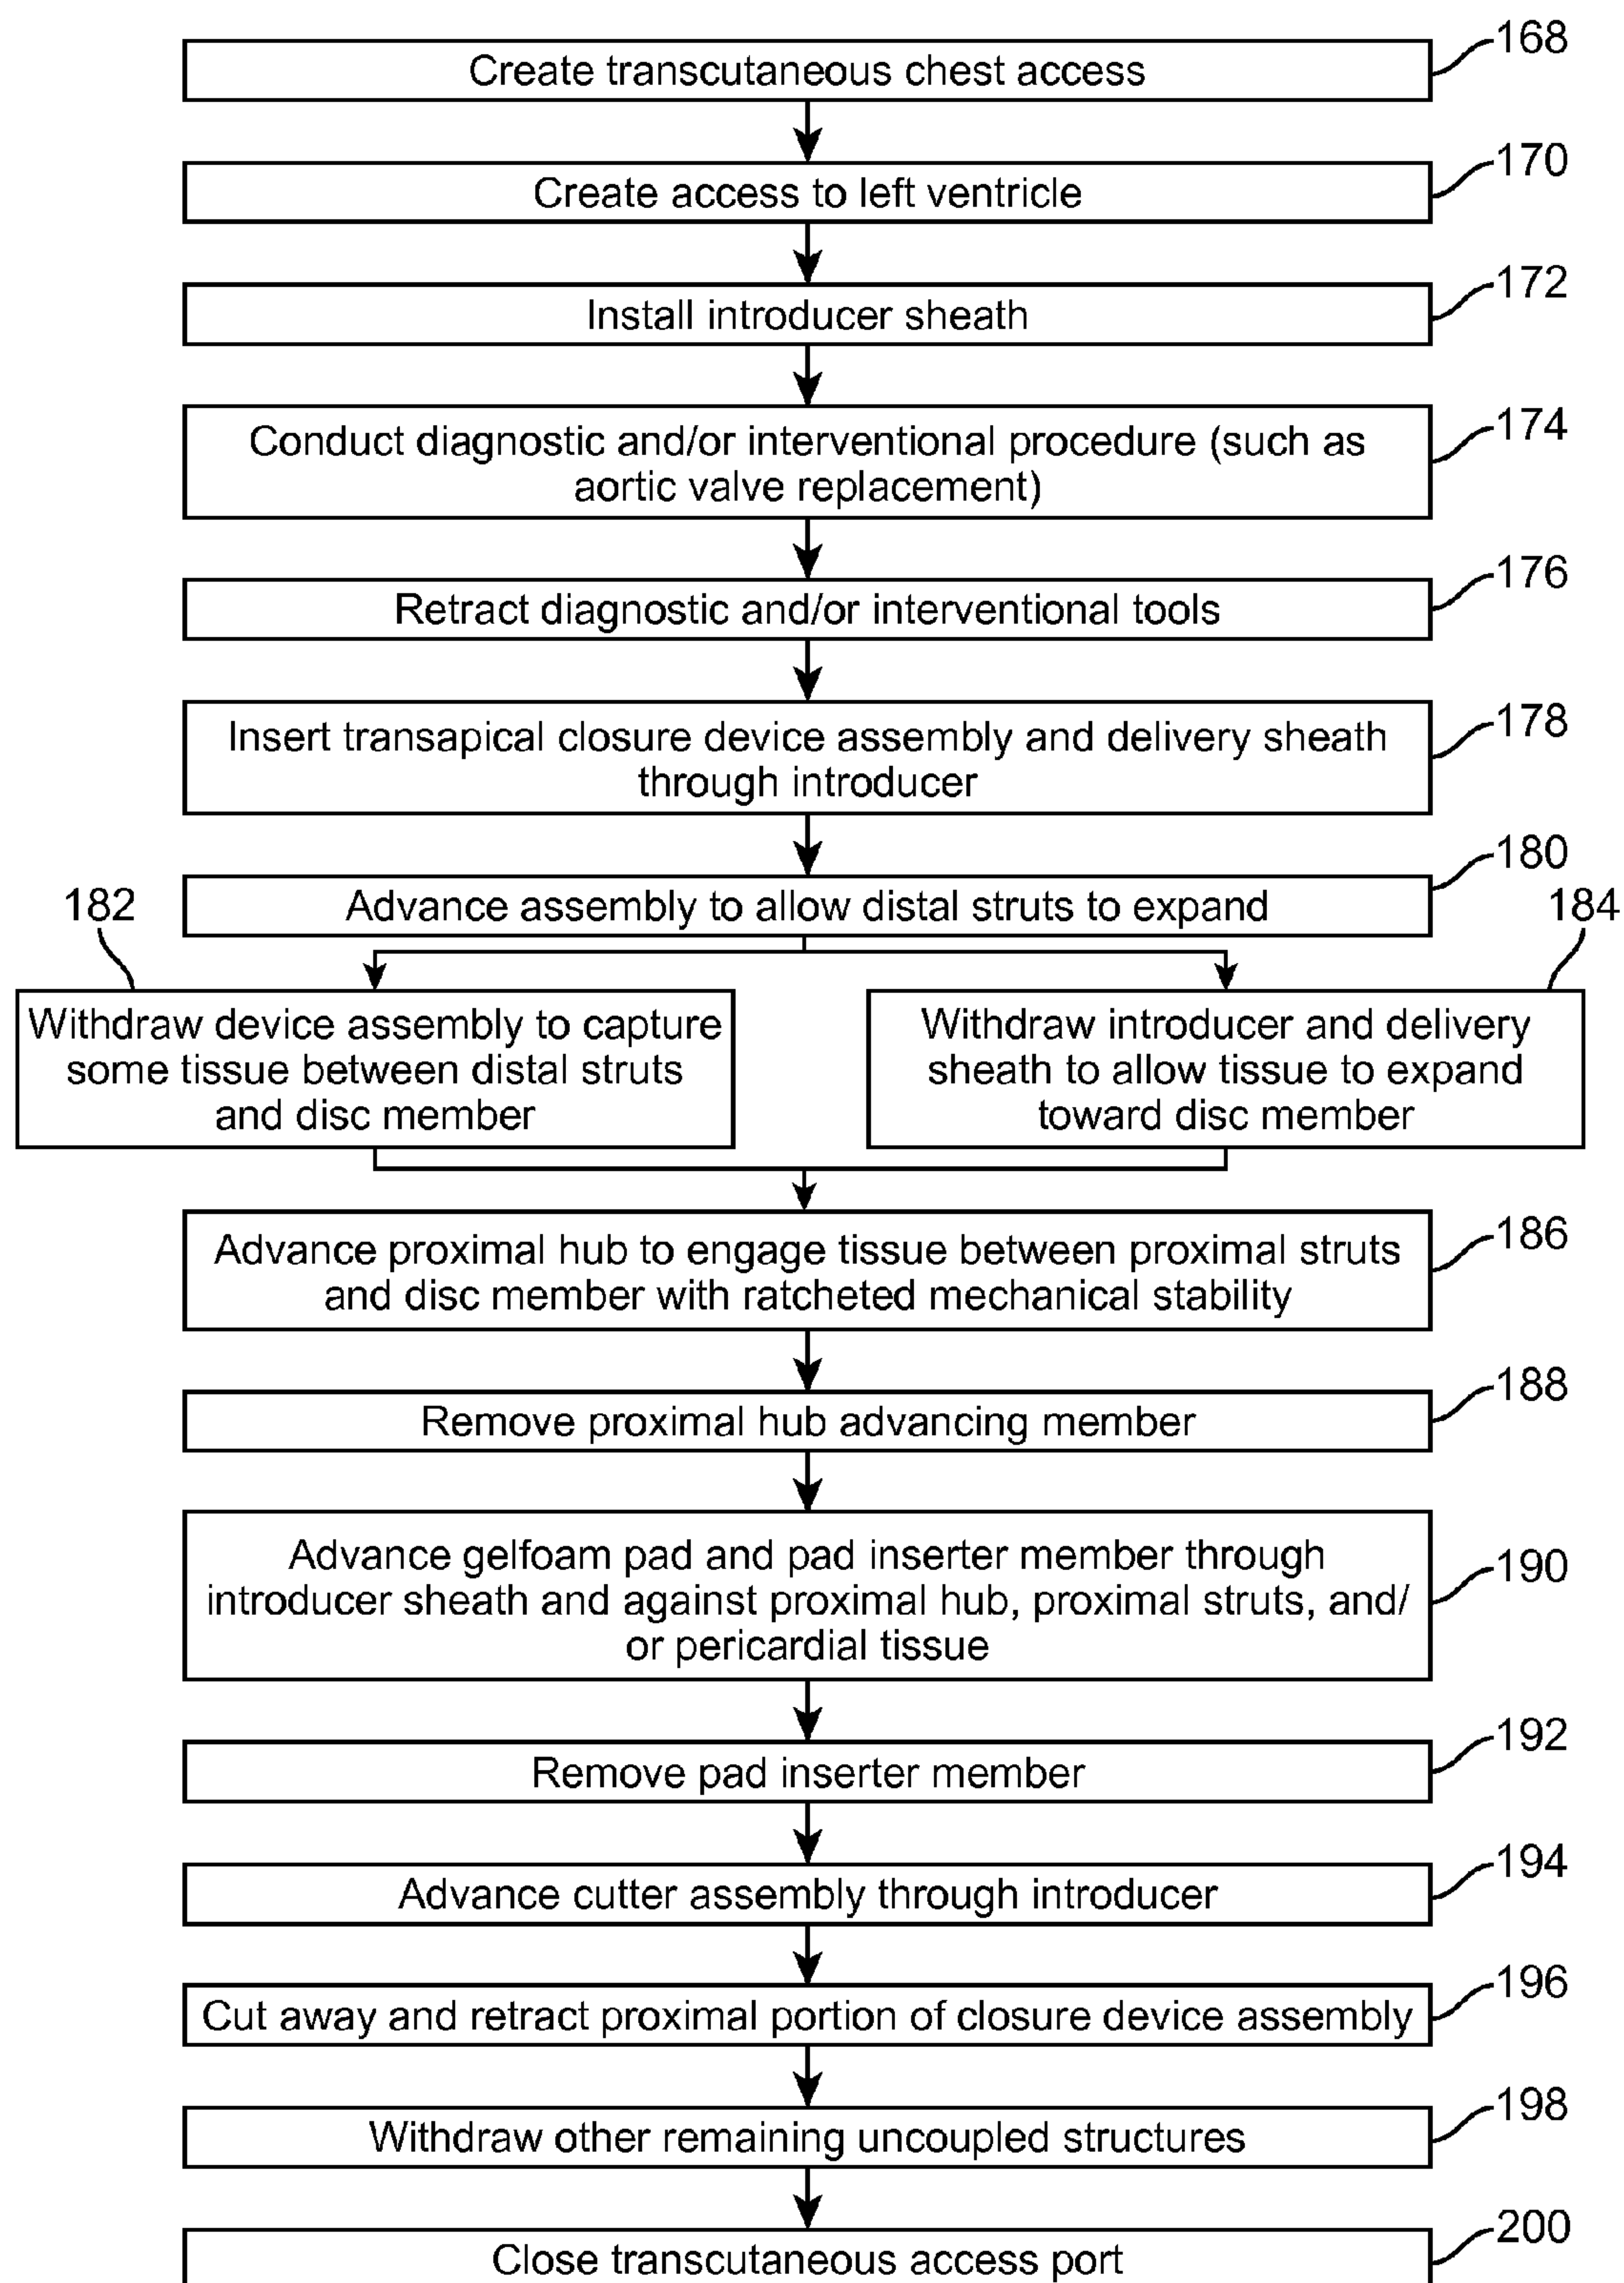 168
Create transcutaneous chest access
170
Create access to left ventricle
172
Install introducer sheath
174
Conduct diagnostic and/or interventional procedure (such as
aortic valve replacement)
176
Retract diagnostic and/or interventional tools
178
Insert transapical closure device assembly and delivery sheath
through introducer
180
Advance assembly to allow distal struts to expand
182
184
Withdraw device assembly to capture
some tissue between distal struts
and disc member
Withdraw introducer and delivery
sheath to allow tissue to expand
toward disc member
186
Advance proximal hub to engage tissue between proximal struts
and disc member with ratcheted mechanical stability
188
Remove proximal hub advancing member
190
Advance gelfoam pad and pad inserter member through
introducer sheath and against proximal hub, proximal struts, and/
or pericardial tissue
192
Remove pad inserter member
194
Advance cutter assembly through introducer
196
Cut away and retract proximal portion of closure device assembly
198
Withdraw other remaining uncoupled structures
200
Close transcutaneous access port